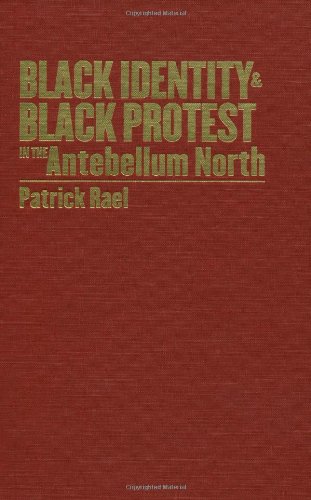 BLACK IDENTITY &
BLACK PROTEST
IN THE Antebellum North
Patrick Rael